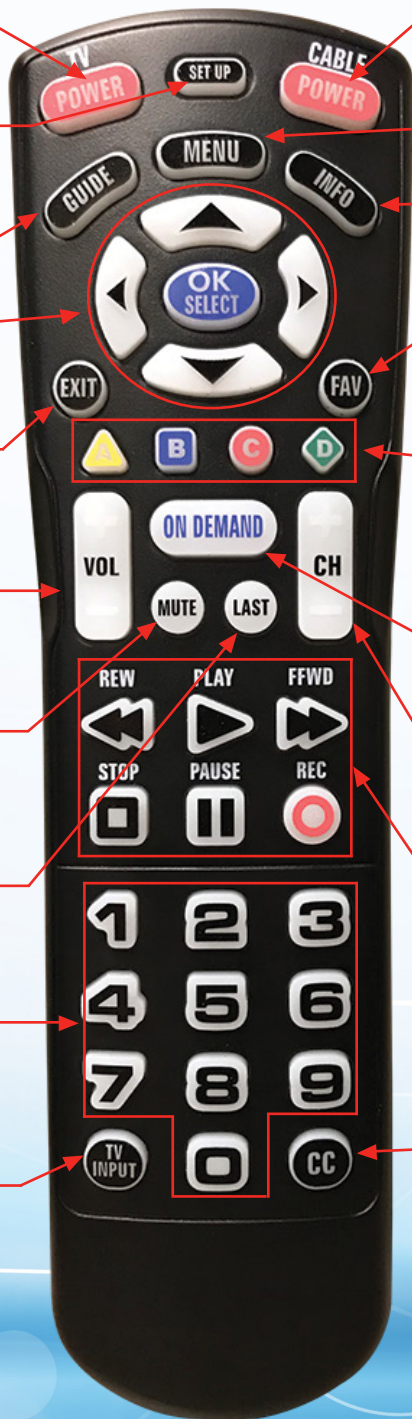 TV
POWER
SET UP
CABLE
POWER
MENU
GUIDE
INFO
OK
SELECT
EXIT
FAV
A B C D
VOL
ON DEMAND
CH
MUTE
LAST
REW PLAY FFWD
STOP PAUSE REC
1 2 3
4 5 6
7 8 9
TV
INPUT
0
CC